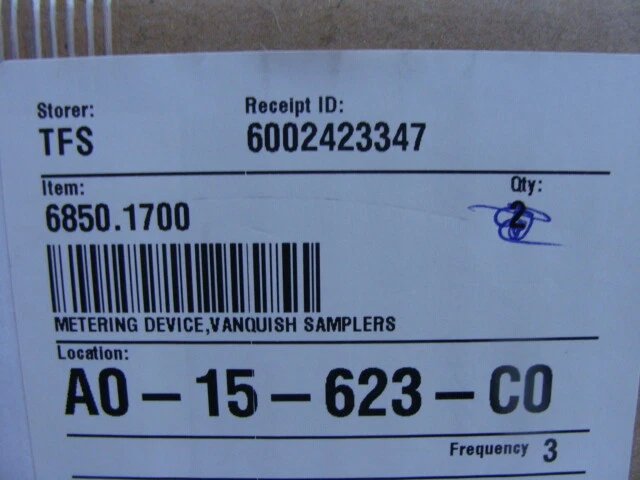 Storer: Receipt ID:
TFS 6002423347
Item: Qty:
6850.1700 2
METERING DEVICE,VANQUISH SAMPLERS
Location:
A0-15-623-C0
Frequency 3